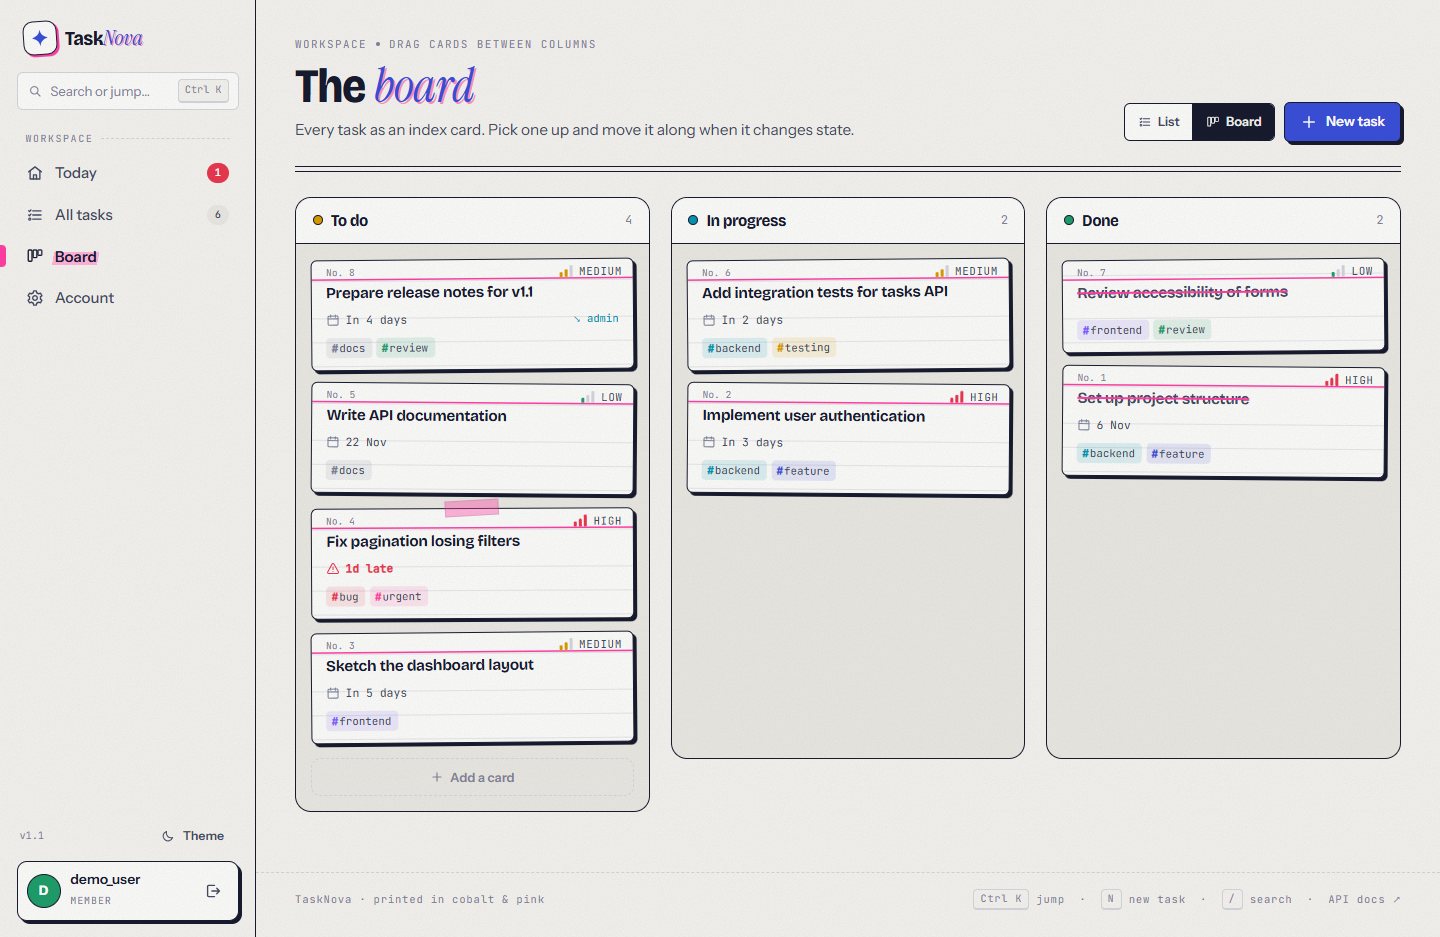 TaskNova
Search or jump... Ctrl K
WORKSPACE
Today 1
All tasks 6
Board
Account
v1.1 Theme
D demo_user
MEMBER
WORKSPACE • DRAG CARDS BETWEEN COLUMNS
The board
Every task as an index card. Pick one up and move it along when it changes state.
List Board + New task
To do 4
No. 8 MEDIUM
Prepare release notes for v1.1
In 4 days ↘ admin
#docs #review
No. 5 LOW
Write API documentation
22 Nov
#docs
No. 4 HIGH
Fix pagination losing filters
1d late
#bug #urgent
No. 3 MEDIUM
Sketch the dashboard layout
In 5 days
#frontend
+ Add a card
In progress 2
No. 6 MEDIUM
Add integration tests for tasks API
In 2 days
#backend #testing
No. 2 HIGH
Implement user authentication
In 3 days
#backend #feature
Done 2
No. 7 LOW
Review accessibility of forms
#frontend #review
No. 1 HIGH
Set up project structure
6 Nov
#backend #feature
TaskNova · printed in cobalt & pink
Ctrl K jump · N new task · / search · API docs ↗